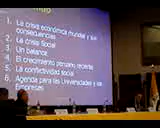 1. La crisis económica mundial y sus
consecuencias
2. La crisis Social
3. Un balance
4. El crecimiento peruano reciente
5. La conflictividad Social
6. Agenda para las Universidades y las
Empresas